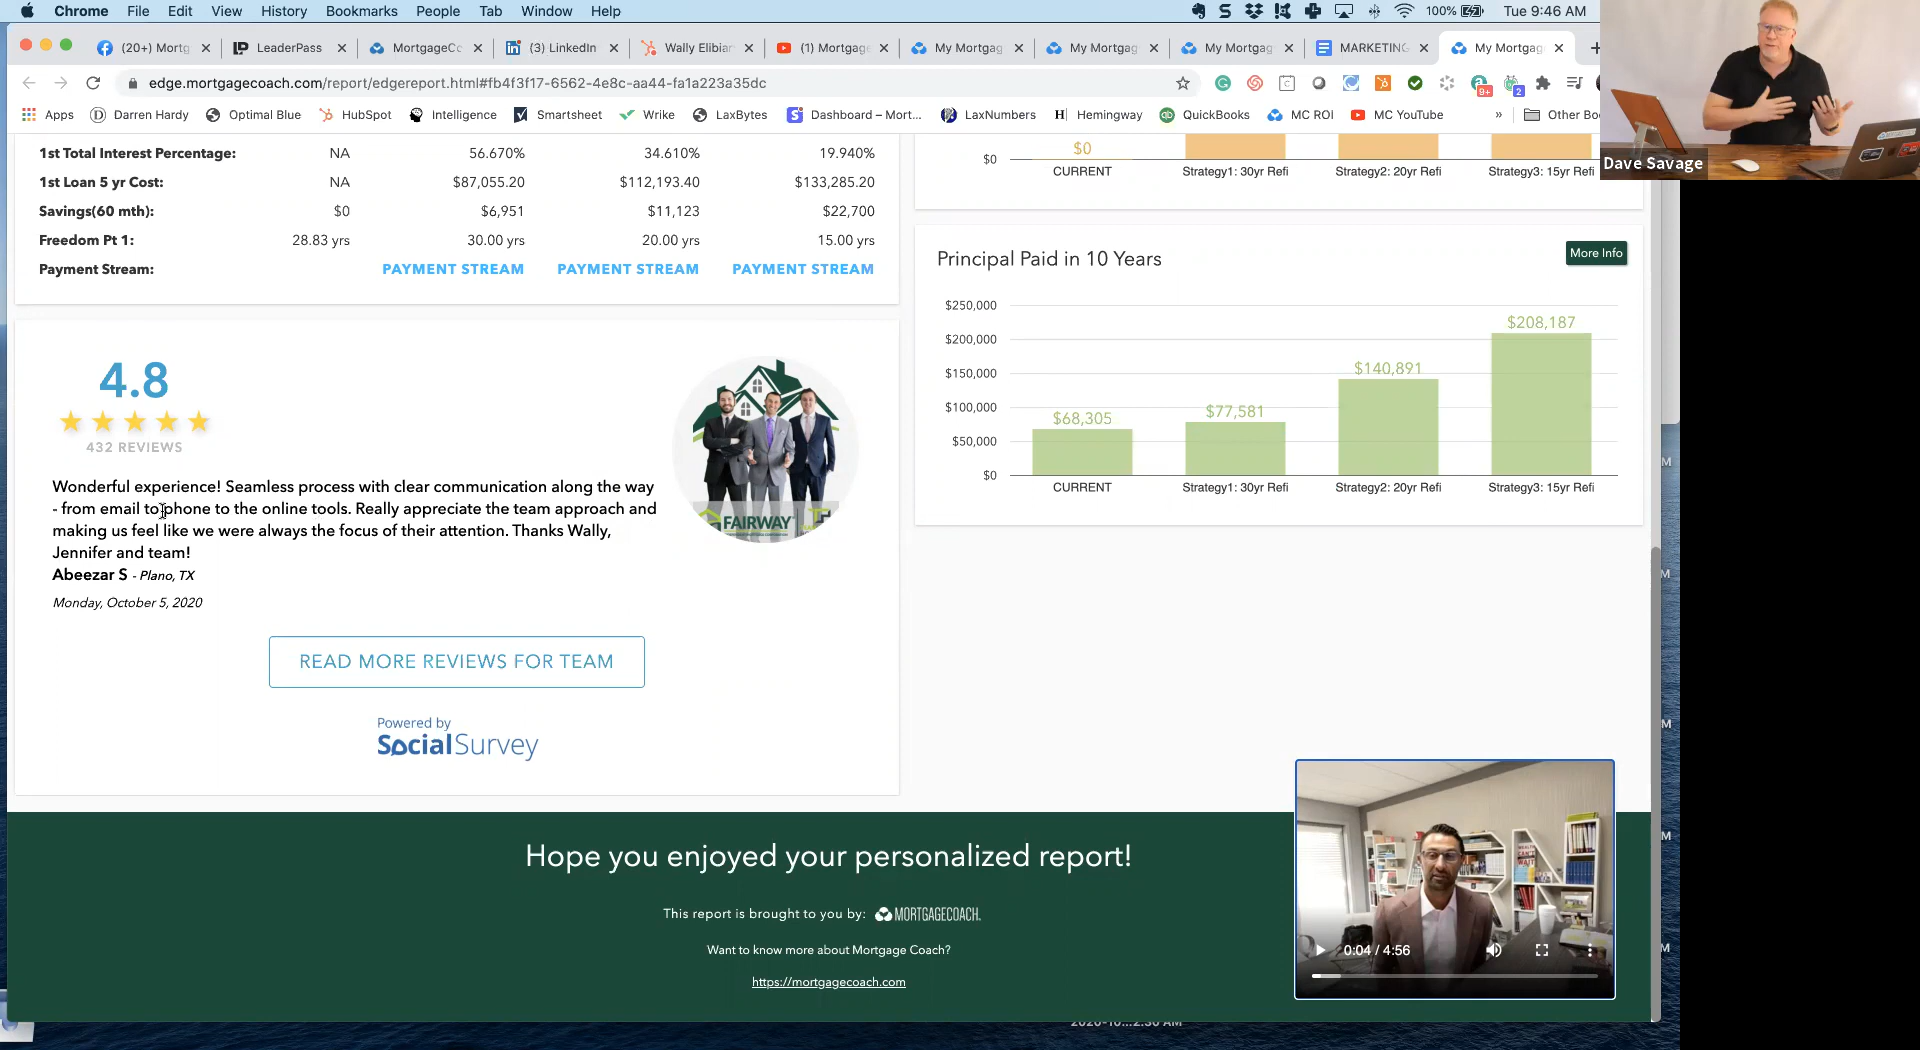 Chrome File Edit View History Bookmarks People Tab Window Help
100% Tue 9:46 AM
(20+) Mortg
LeaderPass
MortgageCo
(3) LinkedIn
Wally Elibiar
(1) Mortgage
My Mortgag
My Mortgag
My Mortgag
MARKETING
My Mortgag
edge.mortgagecoach.com/report/edgereport.html#fb4f3f17-6562-4e8c-aa44-fa1a223a35dc
9+ 2
Apps Darren Hardy Optimal Blue HubSpot Intelligence Smartsheet Wrike LaxBytes Dashboard – Mort... LaxNumbers Hemingway QuickBooks MC ROI MC YouTube » Other Bo
Dave Savage
1st Total Interest Percentage: NA 56.670% 34.610% 19.940%
1st Loan 5 yr Cost: NA $87,055.20 $112,193.40 $133,285.20
Savings(60 mth): $0 $6,951 $11,123 $22,700
Freedom Pt 1: 28.83 yrs 30.00 yrs 20.00 yrs 15.00 yrs
Payment Stream: PAYMENT STREAM PAYMENT STREAM PAYMENT STREAM
$0
$0
CURRENT Strategy1: 30yr Refi Strategy2: 20yr Refi Strategy3: 15yr Refi
Principal Paid in 10 Years
More Info
$250,000
$200,000
$150,000
$100,000
$50,000
$0
$68,305
$77,581
$140,891
$208,187
CURRENT Strategy1: 30yr Refi Strategy2: 20yr Refi Strategy3: 15yr Refi
4.8
432 REVIEWS
Wonderful experience! Seamless process with clear communication along the way
- from email to phone to the online tools. Really appreciate the team approach and
making us feel like we were always the focus of their attention. Thanks Wally,
Jennifer and team!
Abeezar S - Plano, TX
Monday, October 5, 2020
FAIRWAY
READ MORE REVIEWS FOR TEAM
Powered by
SocialSurvey
Hope you enjoyed your personalized report!
This report is brought to you by: MORTGAGECOACH.
Want to know more about Mortgage Coach?
https://mortgagecoach.com
0:04 / 4:56